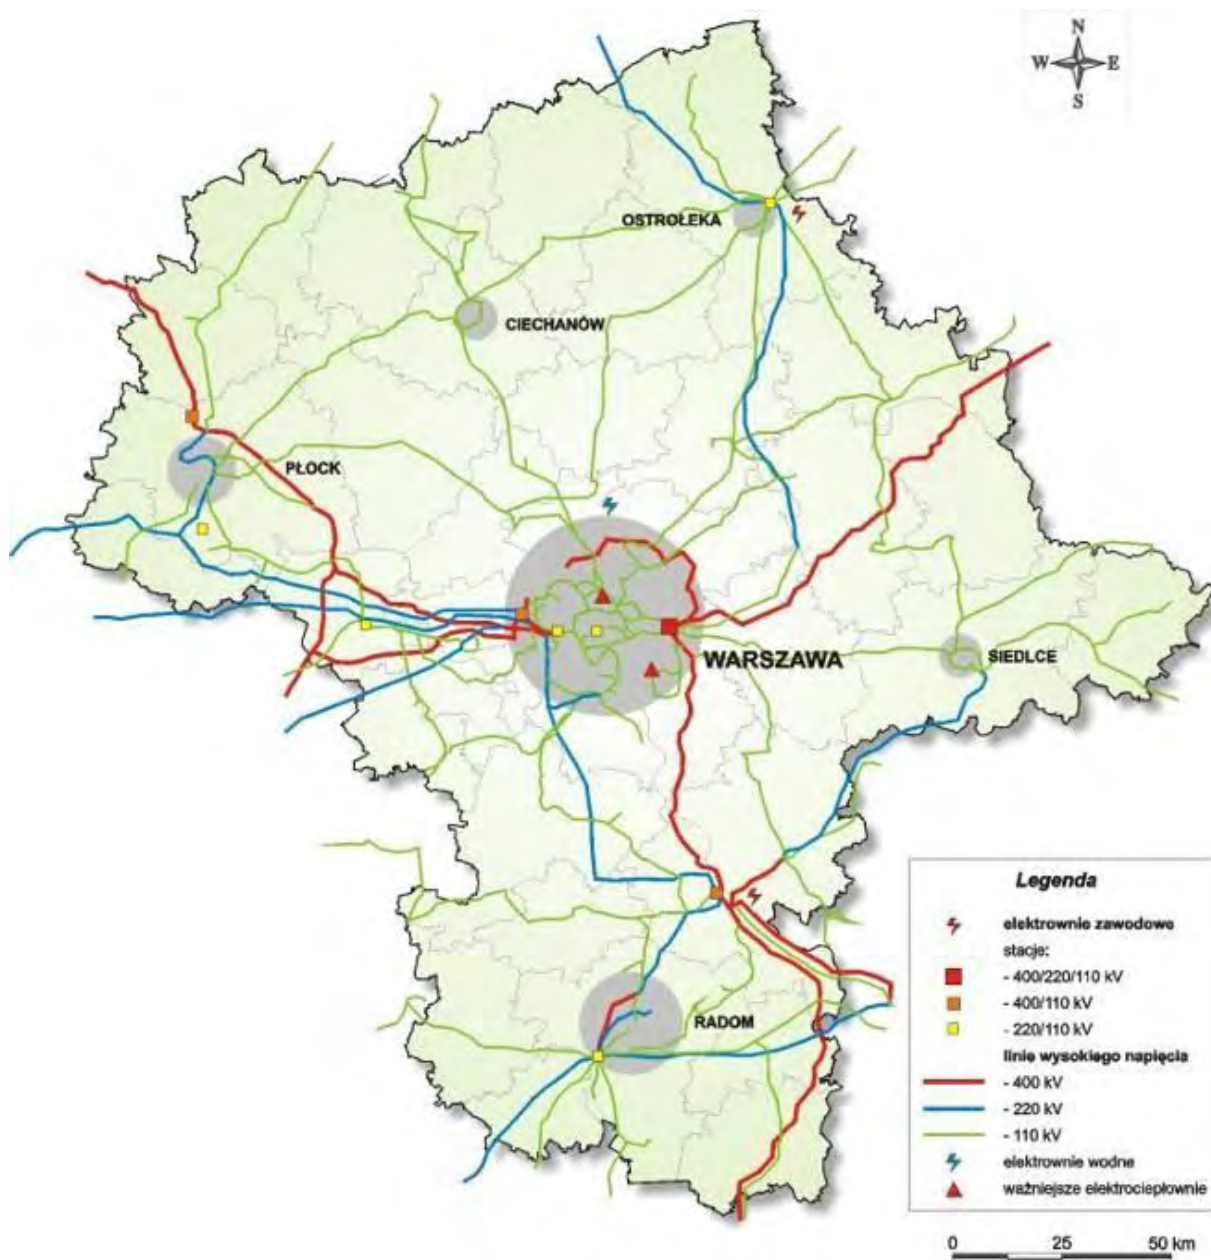 N
W E
S
OSTROŁEKA
CIECHANÓW
PŁOCK
WARSZAWA
SIEDLCE
RADOM
Legenda
elektrownie zawodowe
stacje:
- 400/220/110 kV
- 400/110 kV
- 220/110 kV
linie wysokiego napięcia
- 400 kV
- 220 kV
- 110 kV
elektrownie wodne
ważniejsze elektrociepłownie
0 25 50 km